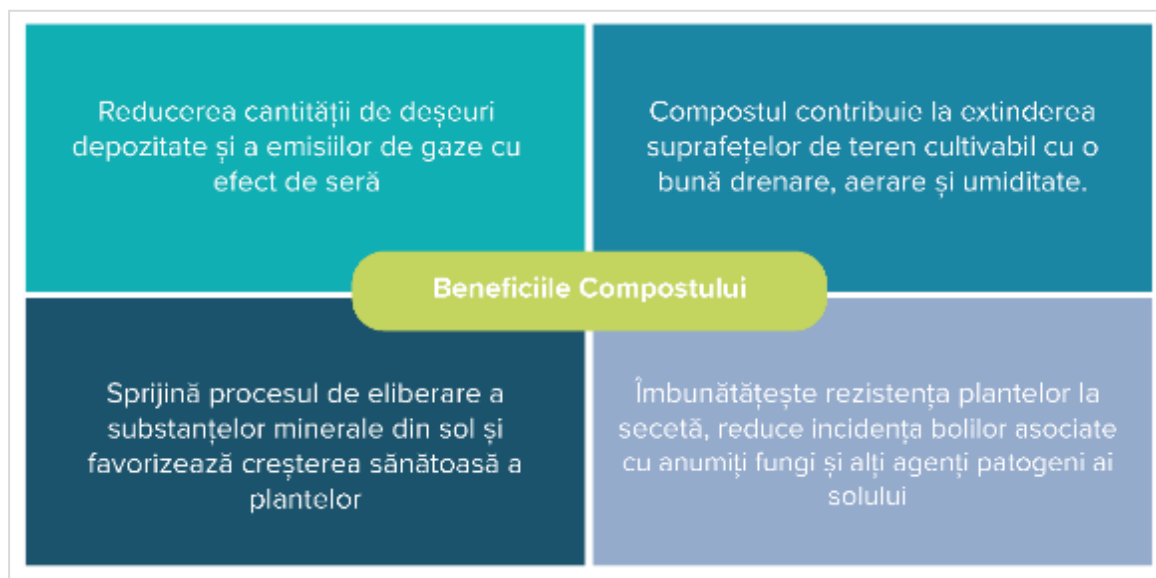 Reducerea cantității de deșeuri
depozitate și a emisiilor de gaze cu
efect de seră
Compostul contribuie la extinderea
suprafețelor de teren cultivabil cu o
bună drenare, aerare și umiditate.
Beneficiile Compostului
Sprijină procesul de eliberare a
substanțelor minerale din sol și
favorizează creșterea sănătoasă a
plantelor
Îmbunătățește rezistența plantelor la
secetă, reduce incidența bolilor asociate
cu anumiți fungi și alți agenți patogeni ai
solului